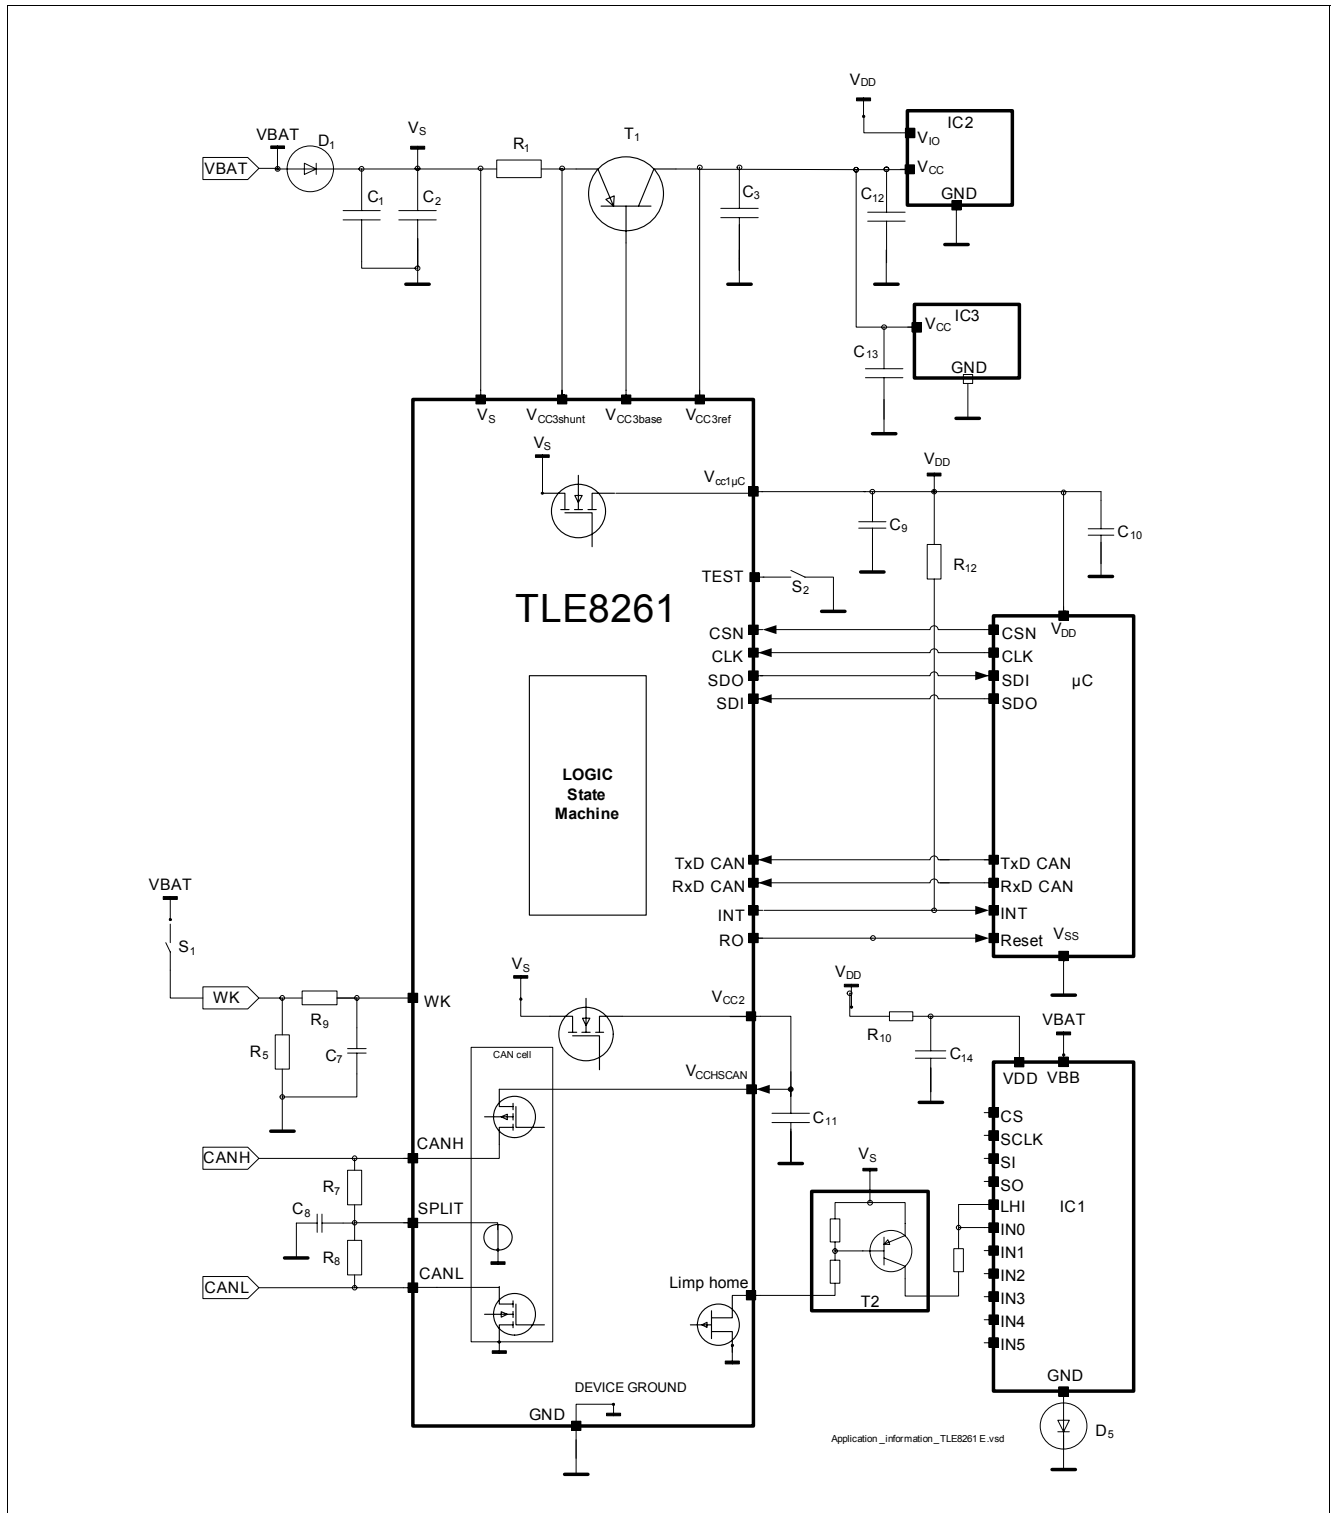 VDD
IC2
VIO
VCC
GND
VBAT
VBAT
D1
VS
R1
T1
C1
C2
C3
C12
IC3
VCC
GND
C13
VS
VCC3shunt
VCC3base
VCC3ref
VS
Vcc1µC
VDD
C9
R12
C10
TEST
S2
TLE8261
CSN
CLK
SDO
SDI
VDD
CSN
CLK
SDI
SDO
µC
LOGIC
State
Machine
TxD CAN
RxD CAN
INT
RO
TxD CAN
RxD CAN
INT
Reset
VSS
VBAT
S1
WK
R9
R5
C7
WK
VS
VCC2
VDD
R10
C14
VBAT
CAN cell
VCCHSCAN
C11
VDD
VBB
CS
SCLK
SI
SO
LHI
IN0
IN1
IN2
IN3
IN4
IN5
IC1
GND
D5
CANH
CANH
R7
C8
SPLIT
R8
CANL
CANL
VS
Limp home
T2
DEVICE GROUND
GND
Application_information_TLE8261E.vsd